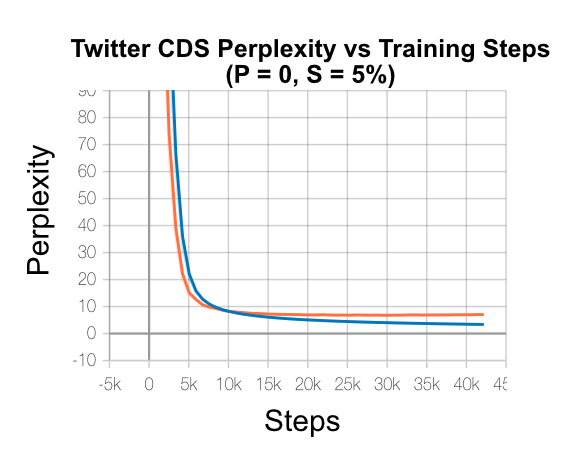 Twitter CDS Perplexity vs Training Steps
(P = 0, S = 5%)
90
80
70
60
50
40
30
20
10
0
-10
Perplexity
-5k 0 5k 10k 15k 20k 25k 30k 35k 40k
Steps